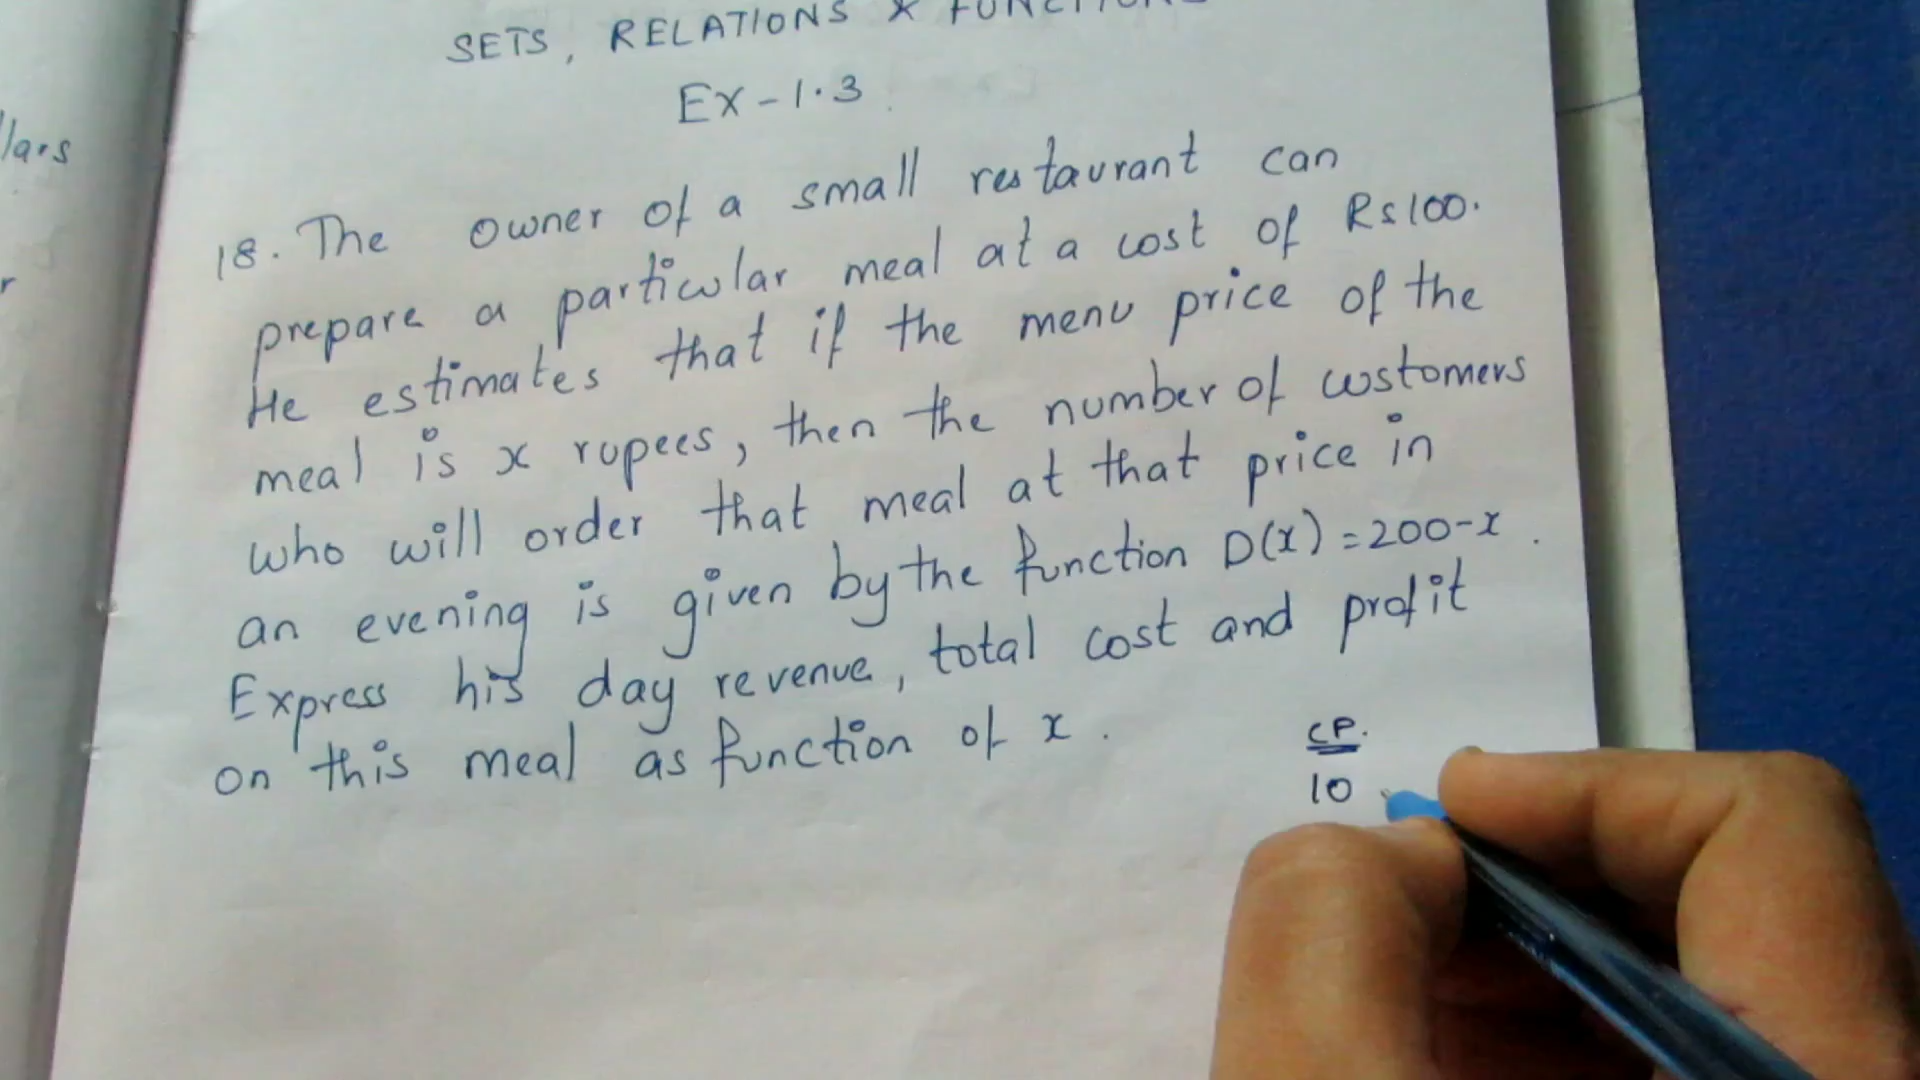 lars
r
SETS, RELATIONS & FUNCTIONS
EX-1.3
18. The owner of a small restaurant can
prepare a particular meal at a cost of Rs100.
He estimates that if the menu price of the
meal is x rupees, then the number of customers
who will order that meal at that price in
an evening is given by the function D(x)=200-x.
Express his day revenue, total cost and profit
on this meal as function of x.
CP.
10